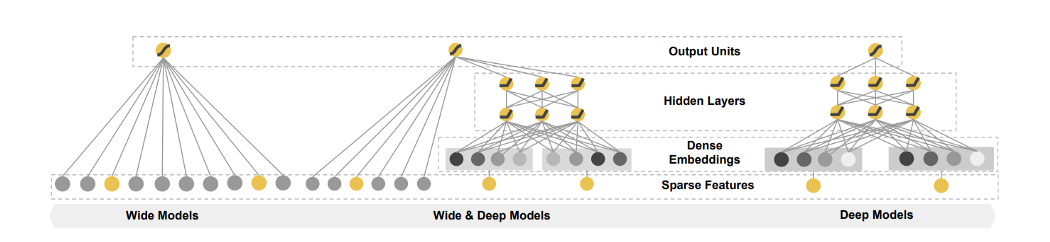 Output Units
Hidden Layers
Dense
Embeddings
Sparse Features
Wide Models
Wide & Deep Models
Deep Models